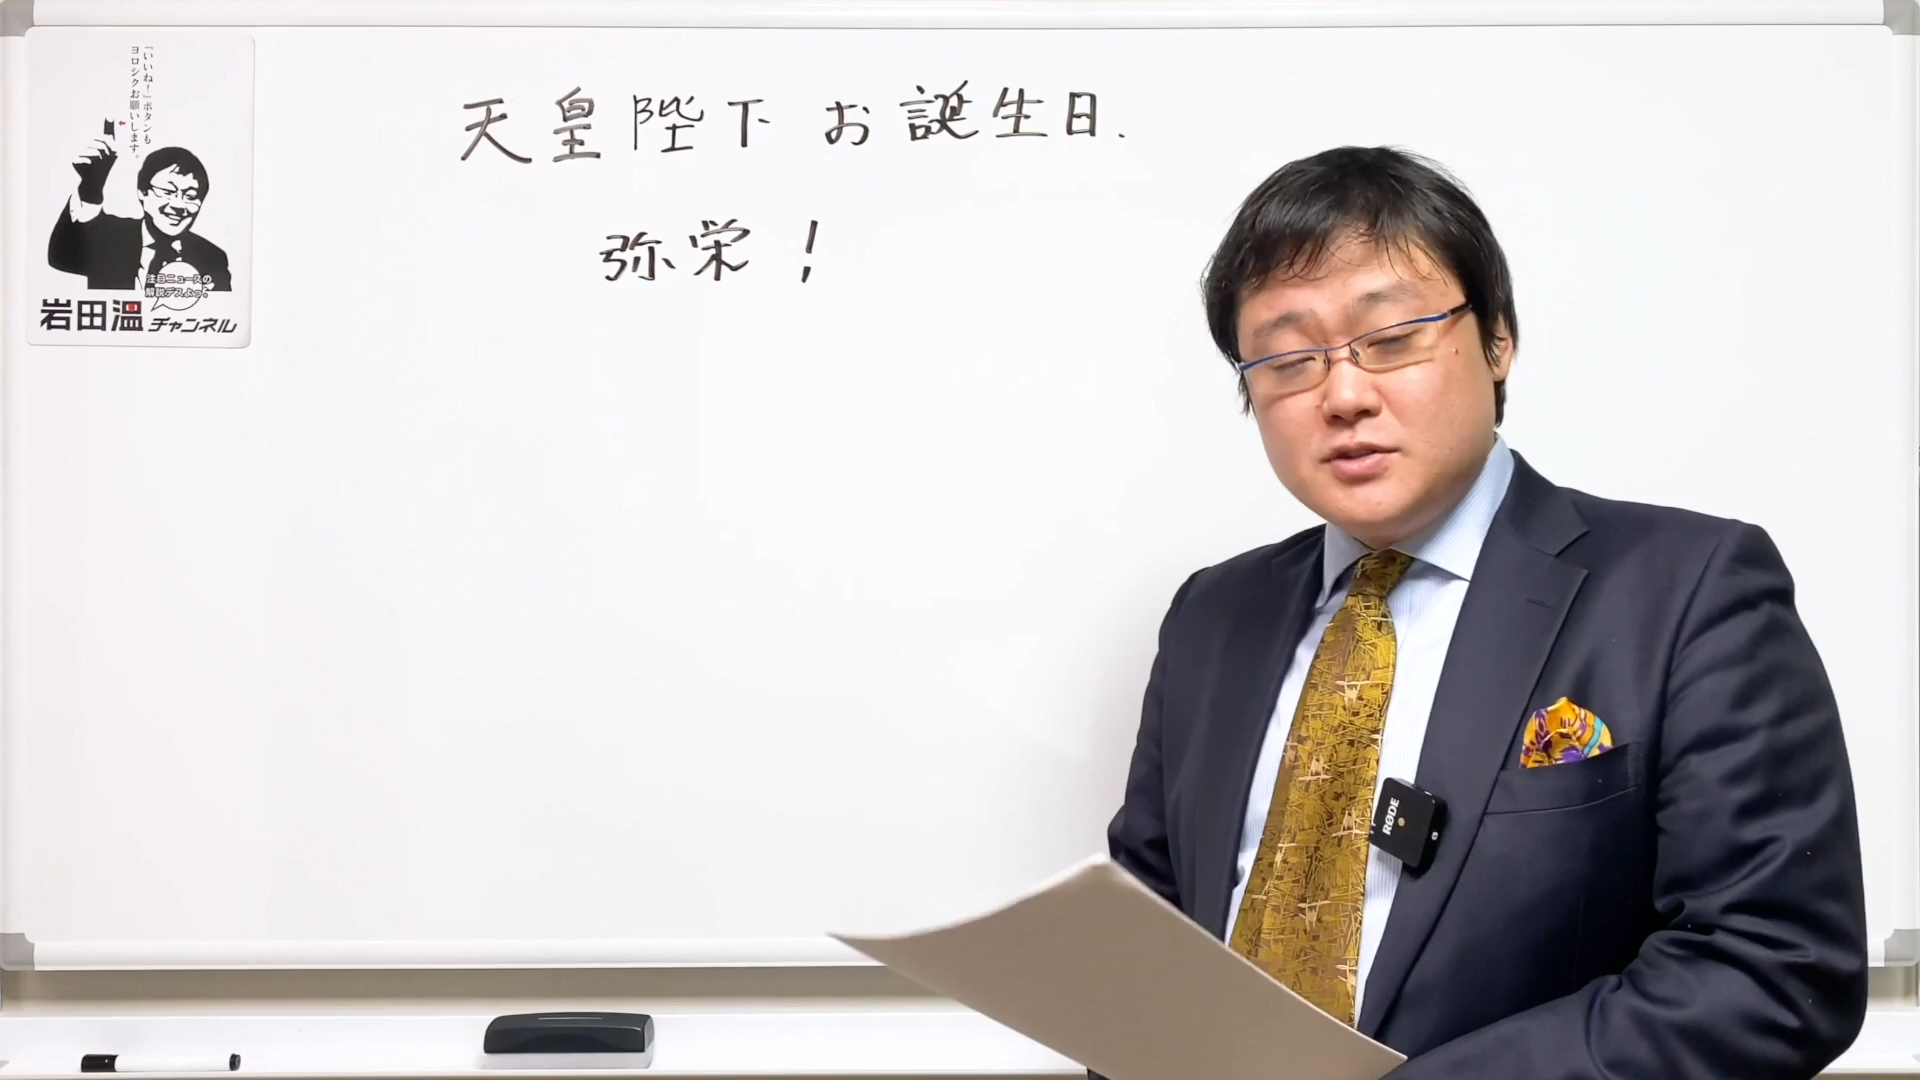 「いいね！」ボタンも
ヨロシクお願いします。
注目ニュースの
解説デスよっ。
岩田温チャンネル
天皇陛下お誕生日.
弥栄！
RØDE